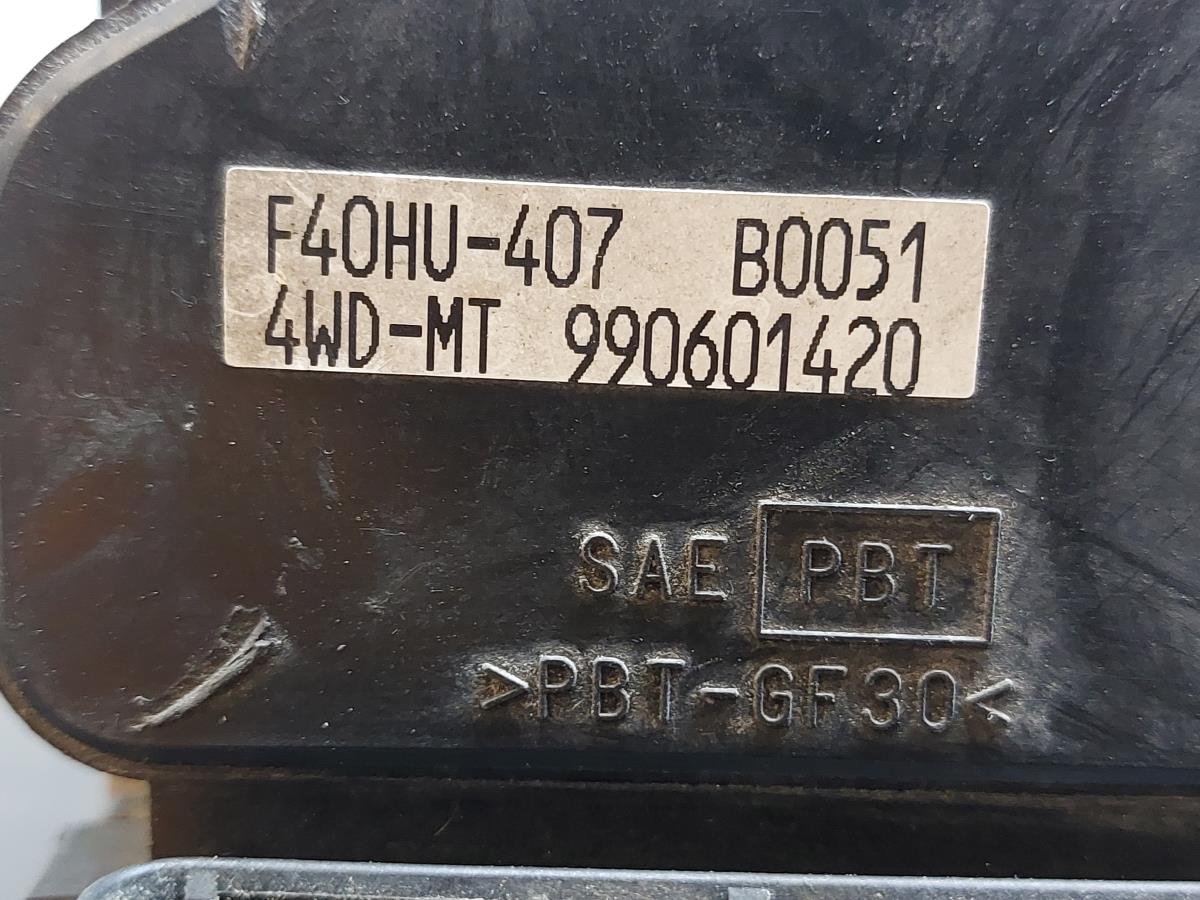 F40HU-407 B0051
4WD-MT 990601420
SAE PBT
>PBT-GF30<